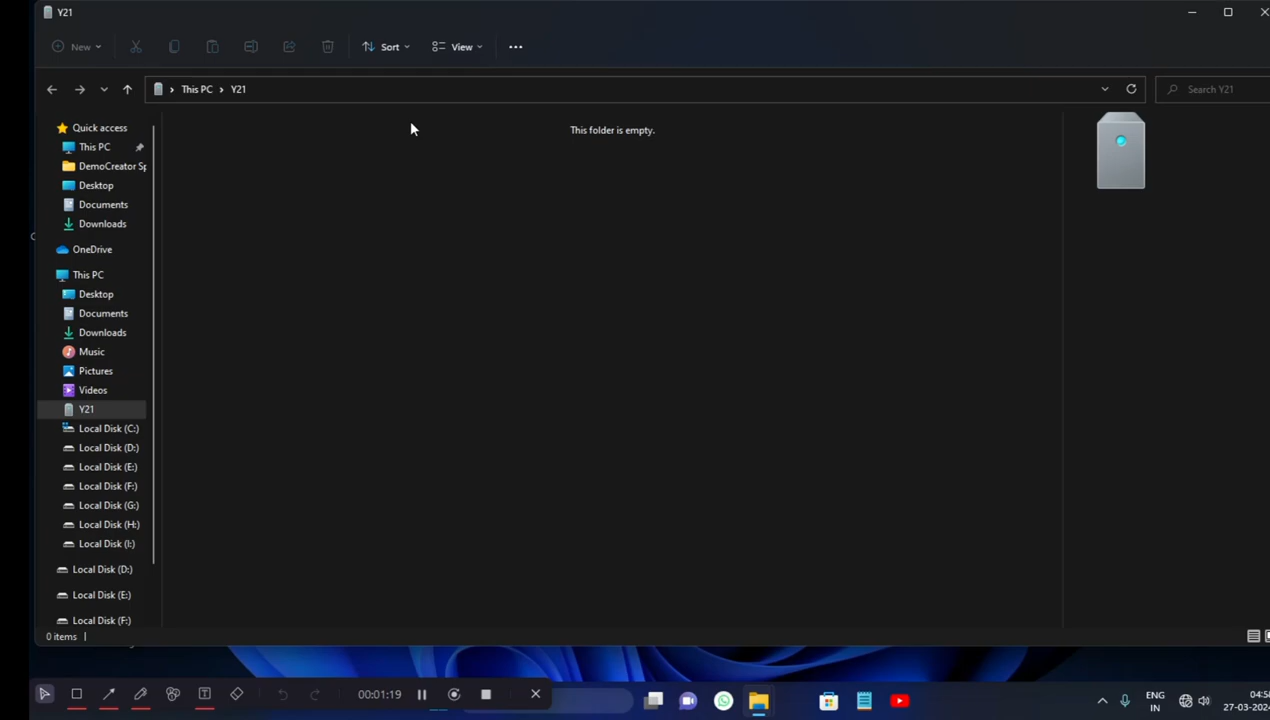 Y21
New
Sort
View
This PC > Y21
Search Y21
Quick access
This PC
DemoCreator Sp
Desktop
Documents
Downloads
OneDrive
This PC
Desktop
Documents
Downloads
Music
Pictures
Videos
Y21
Local Disk (C:)
Local Disk (D:)
Local Disk (E:)
Local Disk (F:)
Local Disk (G:)
Local Disk (H:)
Local Disk (I:)
Local Disk (D:)
Local Disk (E:)
Local Disk (F:)
This folder is empty.
0 items
00:01:19
ENG
IN
04:58
27-03-2024